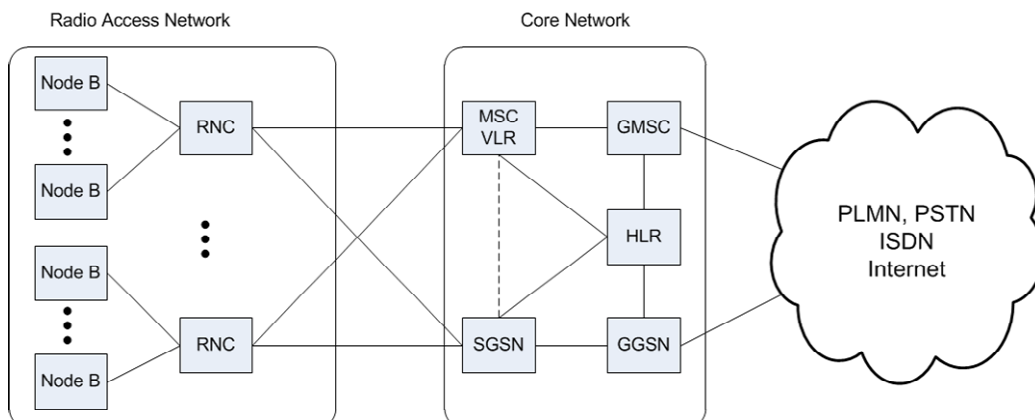 Radio Access Network
Core Network
Node B
Node B
Node B
Node B
RNC
RNC
MSC
VLR
GMSC
HLR
SGSN
GGSN
PLMN, PSTN
ISDN
Internet